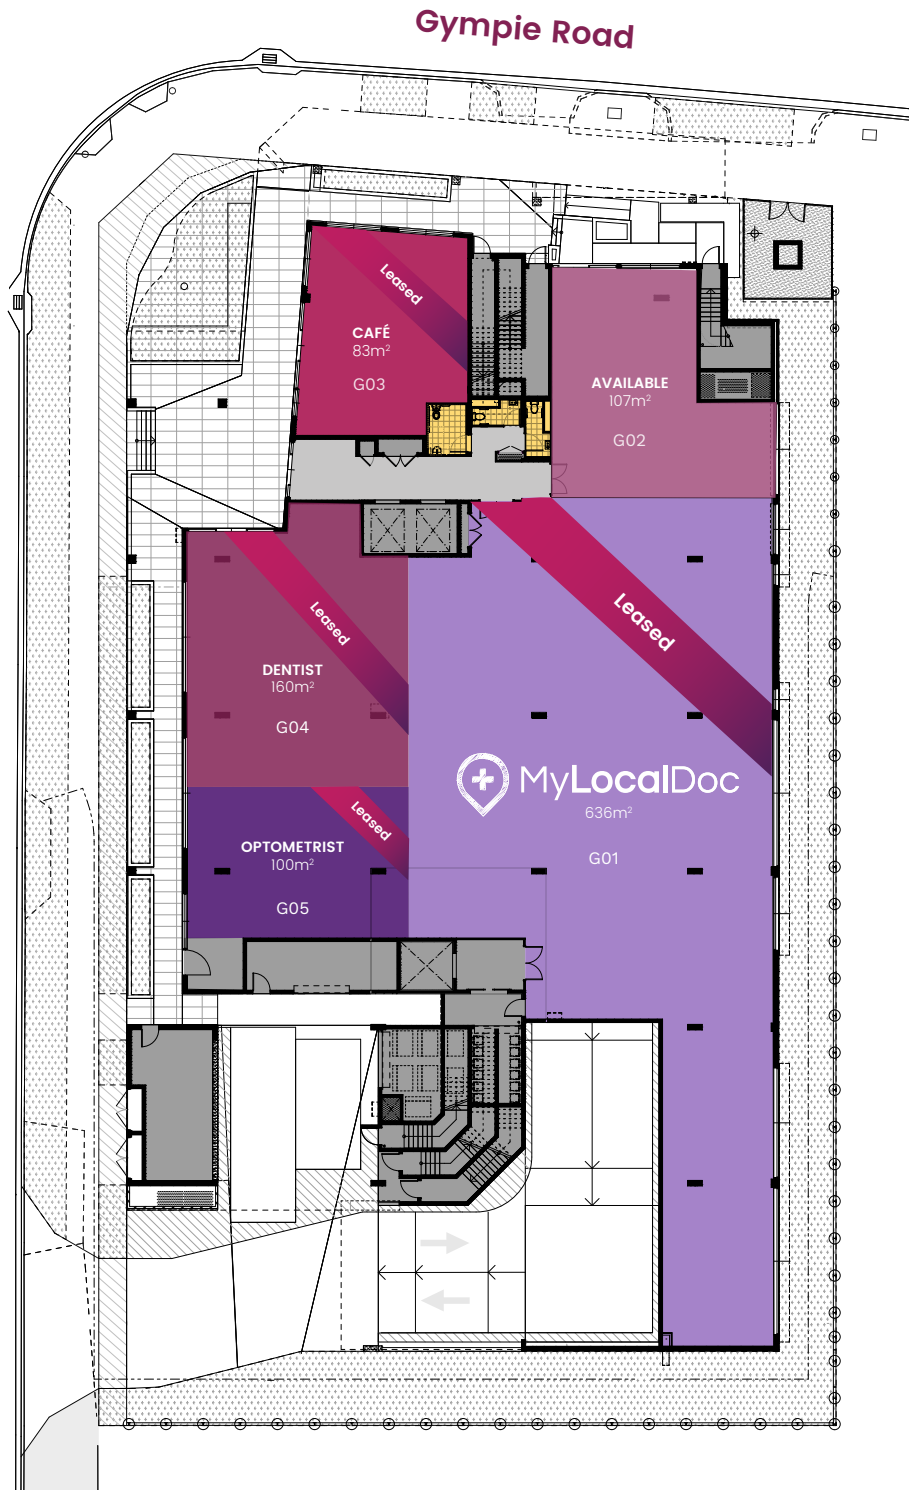 Gympie Road
Leased
CAFÉ
83m²
G03
AVAILABLE
107m²
G02
Leased
Leased
DENTIST
160m²
G04
MyLocalDoc
636m²
G01
Leased
OPTOMETRIST
100m²
G05